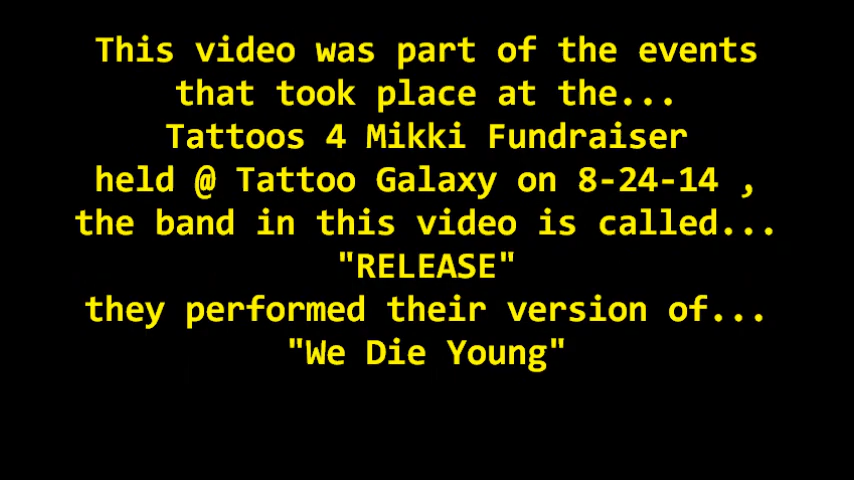 This video was part of the events
that took place at the...
Tattoos 4 Mikki Fundraiser
held @ Tattoo Galaxy on 8-24-14 ,
the band in this video is called...
"RELEASE"
they performed their version of...
"We Die Young"